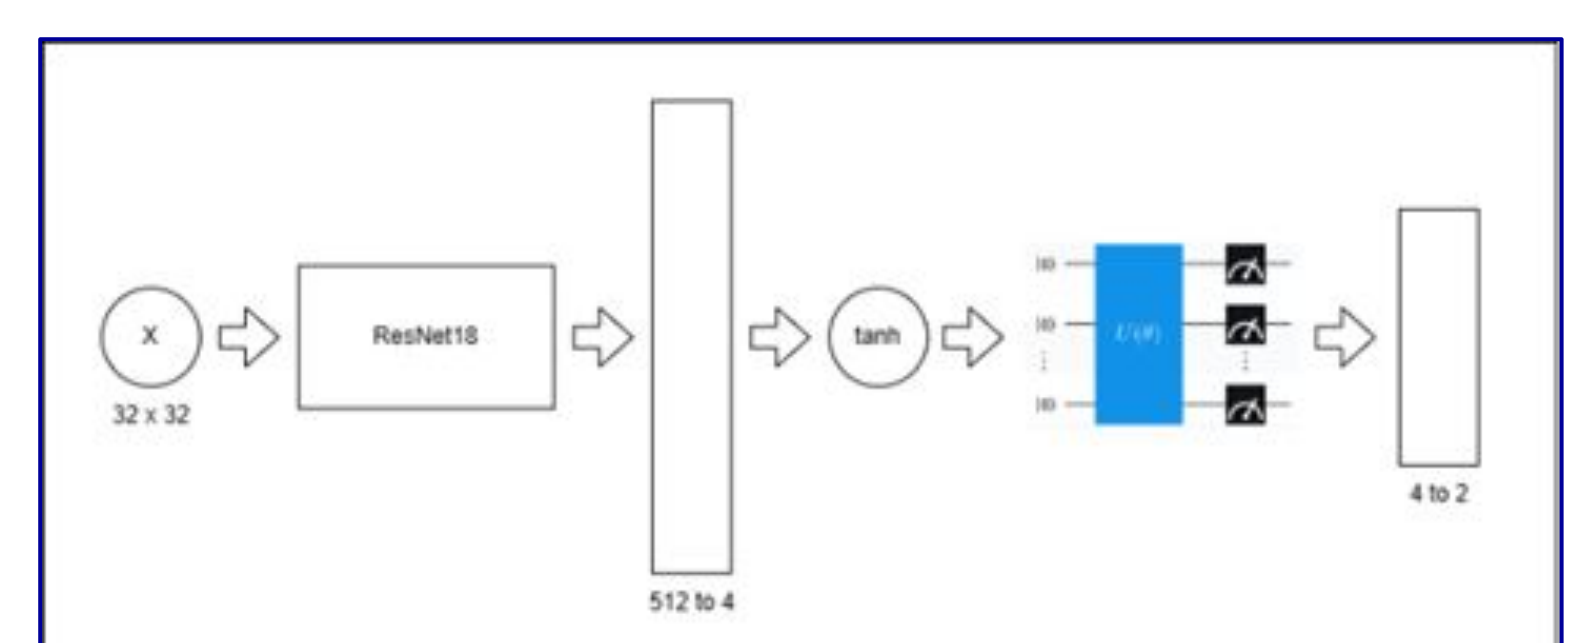 X
32 x 32
ResNet18
512 to 4
tanh
U(θ)
4 to 2